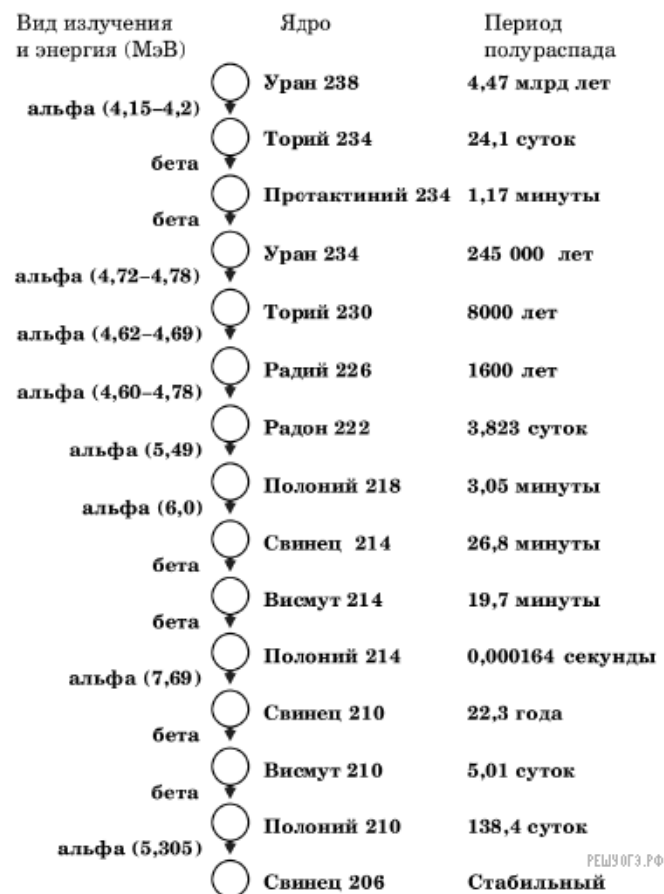 Вид излучения и энергия (МэВ) Ядро Период полураспада
Уран 238 4,47 млрд лет
альфа (4,15–4,2)
Торий 234 24,1 суток
бета
Протактиний 234 1,17 минуты
бета
Уран 234 245 000 лет
альфа (4,72–4,78)
Торий 230 8000 лет
альфа (4,62–4,69)
Радий 226 1600 лет
альфа (4,60–4,78)
Радон 222 3,823 суток
альфа (5,49)
Полоний 218 3,05 минуты
альфа (6,0)
Свинец 214 26,8 минуты
бета
Висмут 214 19,7 минуты
бета
Полоний 214 0,000164 секунды
альфа (7,69)
Свинец 210 22,3 года
бета
Висмут 210 5,01 суток
бета
Полоний 210 138,4 суток
альфа (5,305)
РЕШУОГЭ.РФ
Свинец 206 Стабильный